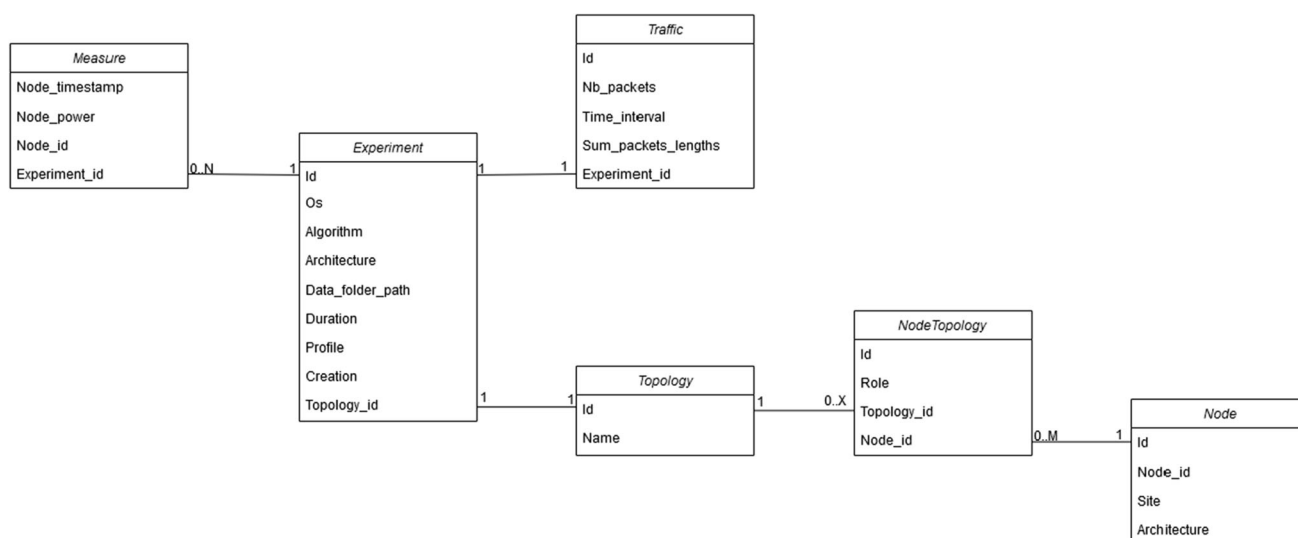 Measure
Node_timestamp
Node_power
Node_id
Experiment_id
0..N
1
Experiment
Id
Os
Algorithm
Architecture
Data_folder_path
Duration
Profile
Creation
Topology_id
1
1
Traffic
Id
Nb_packets
Time_interval
Sum_packets_lengths
Experiment_id
1
1
Topology
Id
Name
1
0..X
NodeTopology
Id
Role
Topology_id
Node_id
0..M
1
Node
Id
Node_id
Site
Architecture